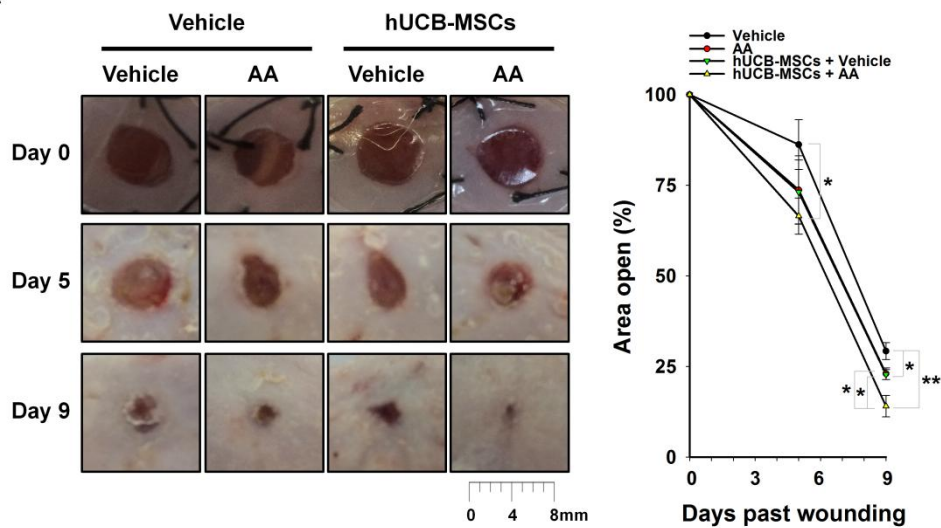 Vehicle hUCB-MSCs
Vehicle AA Vehicle AA
Day 0
Day 5
Day 9
0 4 8mm
Vehicle
AA
hUCB-MSCs + Vehicle
hUCB-MSCs + AA
Area open (%)
100
75
50
25
0
*
*
**
* *
0 3 6 9
Days past wounding